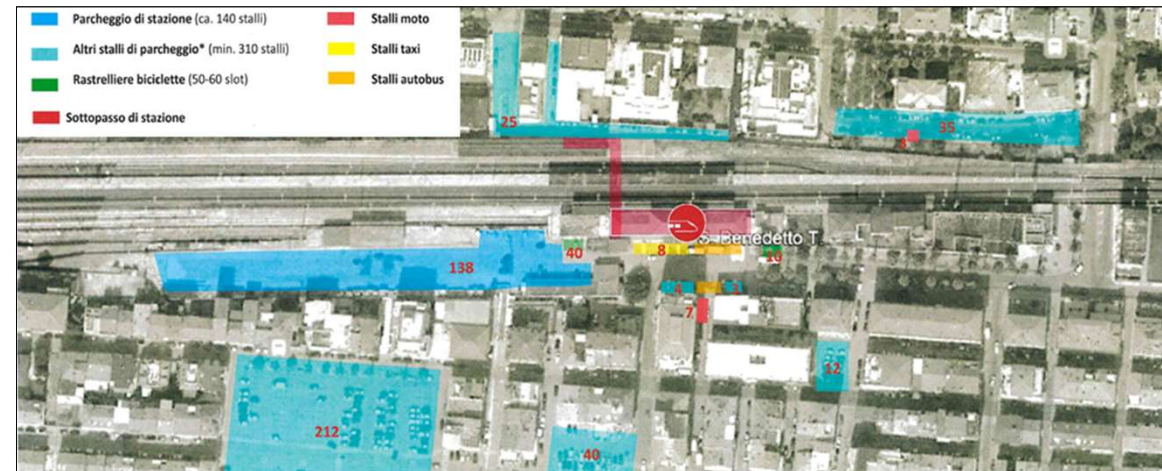 Parcheggio di stazione (ca. 140 stalli)
Altri stalli di parcheggio* (min. 310 stalli)
Rastrelliere biciclette (50-60 slot)
Sottopasso di stazione
Stalli moto
Stalli taxi
Stalli autobus
25
35
S. Benedetto T.
8
40
10
138
4
7
12
212
40